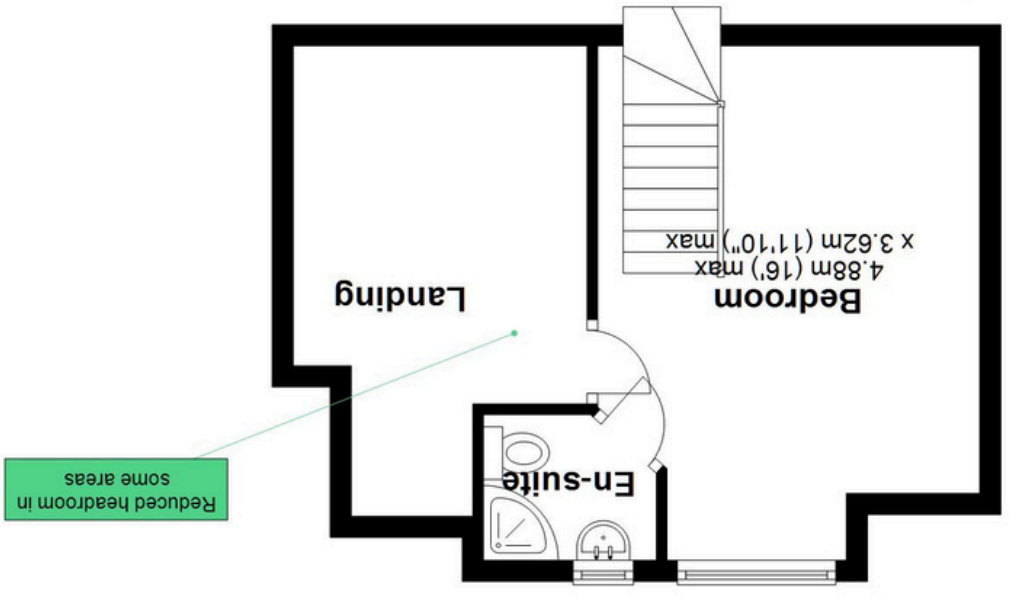 Reduced headroom in
some areas
En-suite
Bedroom
4.88m (16') max
x 3.62m (11'10") max
Landing